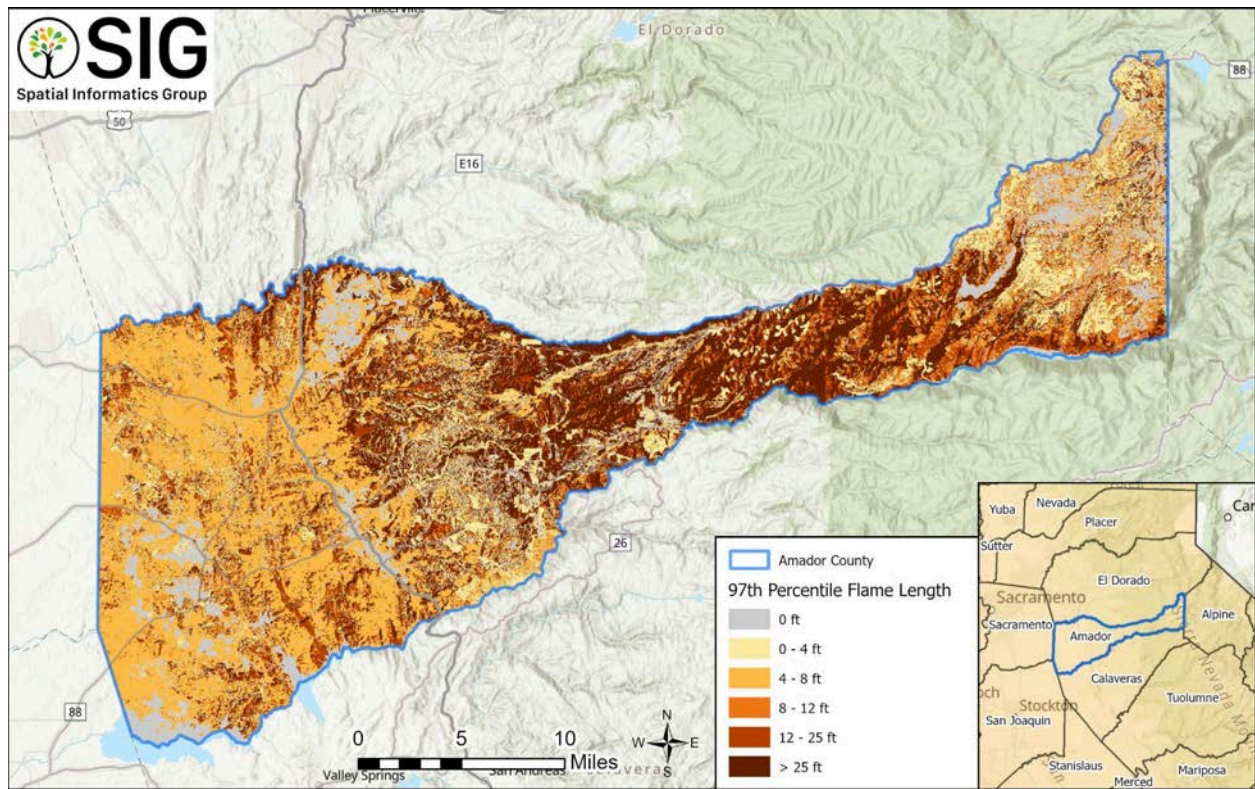 Placerville
El Dorado
SIG
Spatial Informatics Group
50
E16
88
26
88
Valley Springs
San Andreas
0 5 10
Miles
N
W E
S
Amador County
97th Percentile Flame Length
0 ft
0 - 4 ft
4 - 8 ft
8 - 12 ft
12 - 25 ft
> 25 ft
Yuba
Nevada
Placer
Sutter
El Dorado
Sacramento
Sacramento
Amador
Alpine
Calaveras
Stockton
San Joaquin
Tuolumne
Stanislaus
Merced
Mariposa